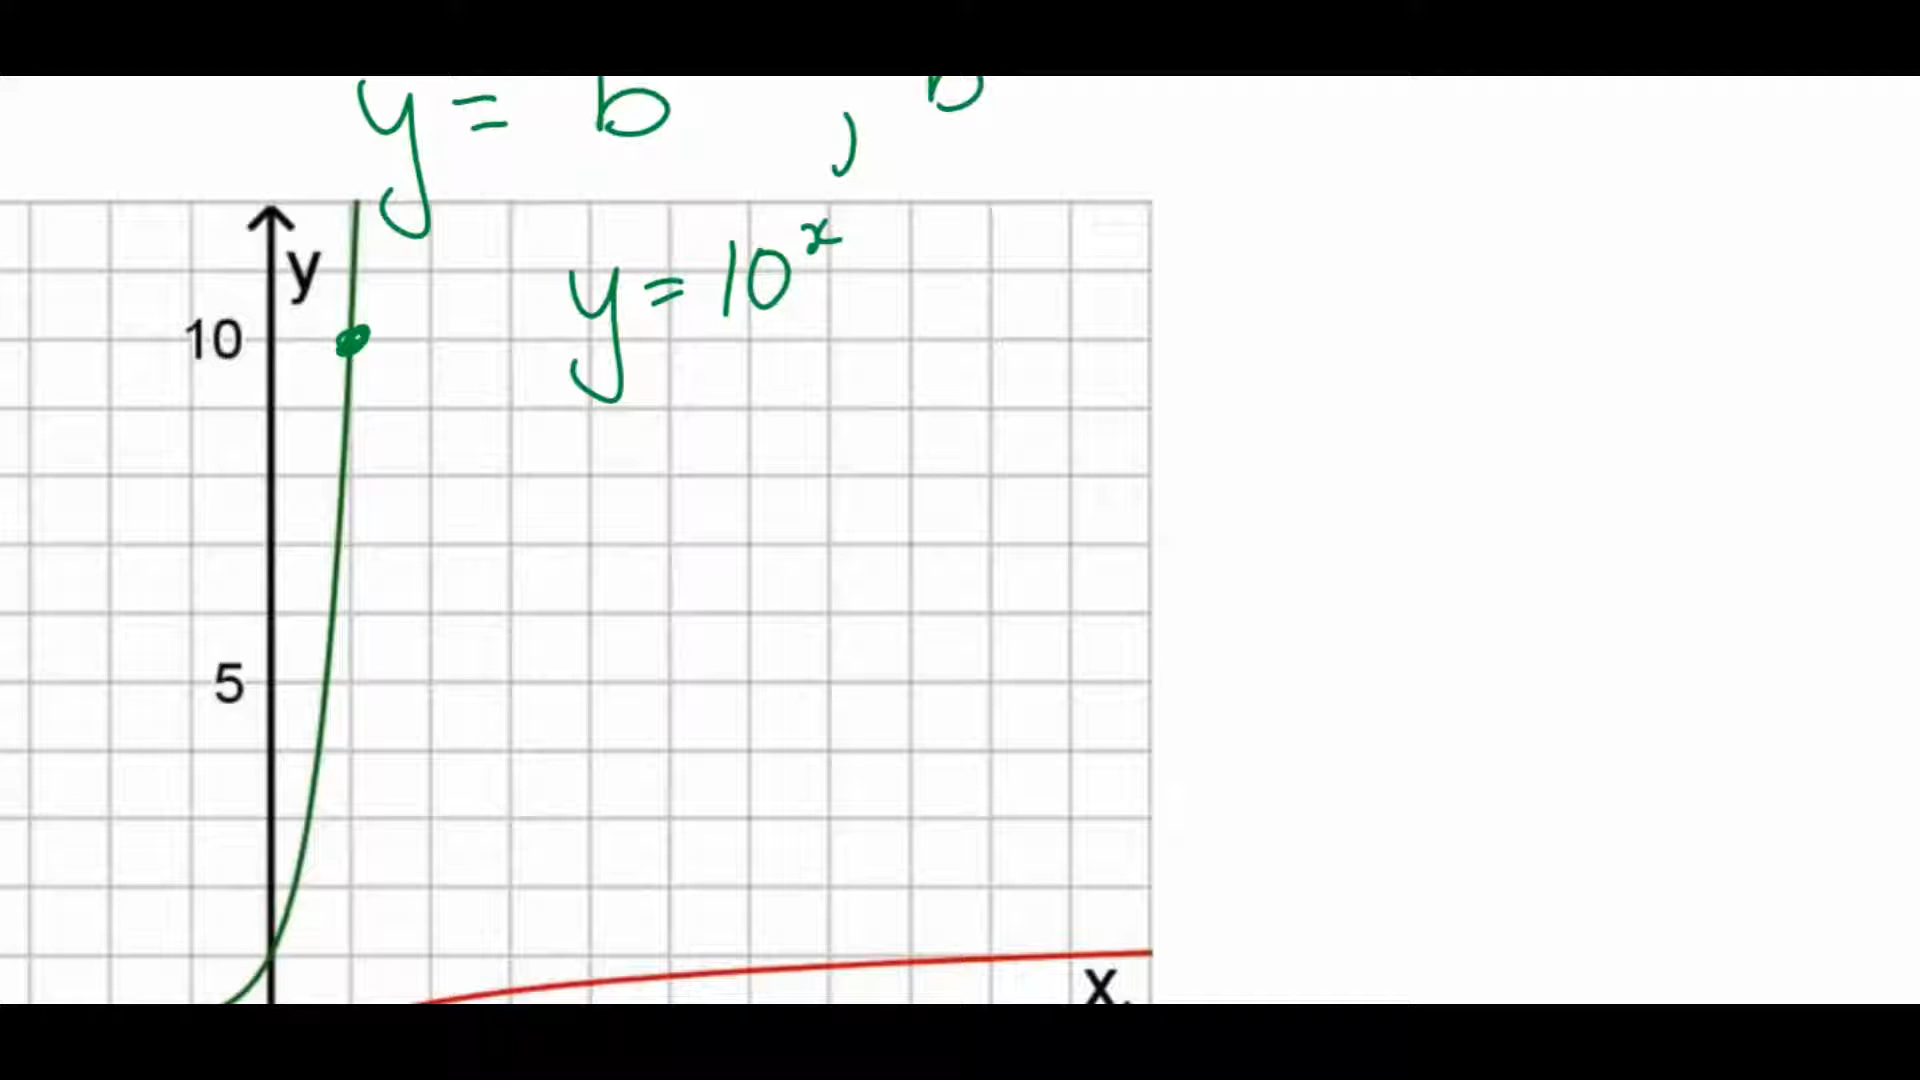 y = b , b
y
y = 10^x
10
5
x